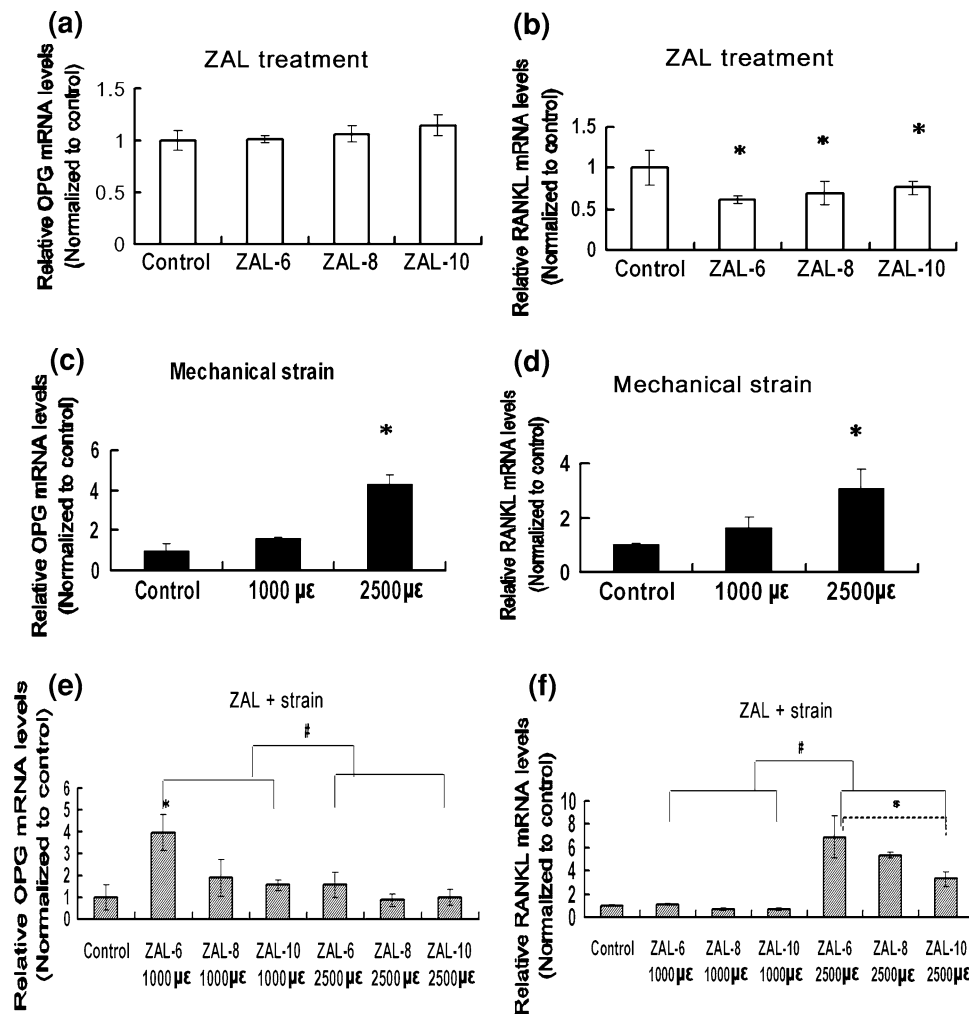 (a)
ZAL treatment
Relative OPG mRNA levels
(Normalized to control)
1.5
1
0.5
0
Control ZAL-6 ZAL-8 ZAL-10
(b)
ZAL treatment
Relative RANKL mRNA levels
(Normalized to control)
1.5
1
0.5
0
* * *
Control ZAL-6 ZAL-8 ZAL-10
(c)
Mechanical strain
Relative OPG mRNA levels
(Normalized to control)
6
4
2
0
*
Control 1000 µε 2500µε
(d)
Mechanical strain
Relative RANKL mRNA levels
(Normalized to control)
4
2
0
*
Control 1000 µε 2500µε
(e)
ZAL + strain
Relative OPG mRNA levels
(Normalized to control)
6
5
4
3
2
1
0
*
Control ZAL-6 ZAL-8 ZAL-10 ZAL-6 ZAL-8 ZAL-10
1000µε 1000µε 1000µε 2500µε 2500µε 2500µε
(f)
ZAL + strain
Relative RANKL mRNA levels
(Normalized to control)
10
8
6
4
2
0
*
Control ZAL-6 ZAL-8 ZAL-10 ZAL-6 ZAL-8 ZAL-10
1000µε 1000µε 1000µε 2500µε 2500µε 2500µε